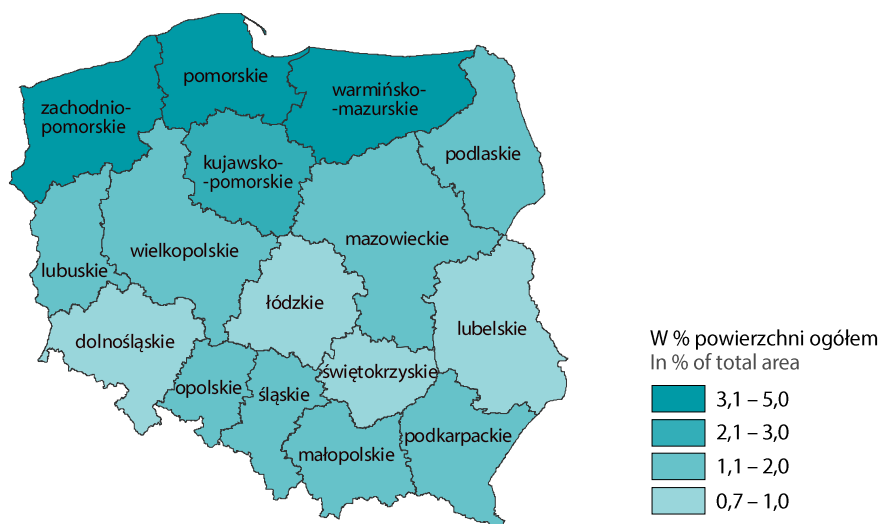 pomorskie
zachodnio-
pomorskie
warmińsko-
-mazurskie
kujawsko-
-pomorskie
podlaskie
wielkopolskie
mazowieckie
lubuskie
łódzkie
dolnośląskie
lubelskie
opolskie
śląskie
świętokrzyskie
małopolskie
podkarpackie
W % powierzchni ogółem
In % of total area
3,1 – 5,0
2,1 – 3,0
1,1 – 2,0
0,7 – 1,0